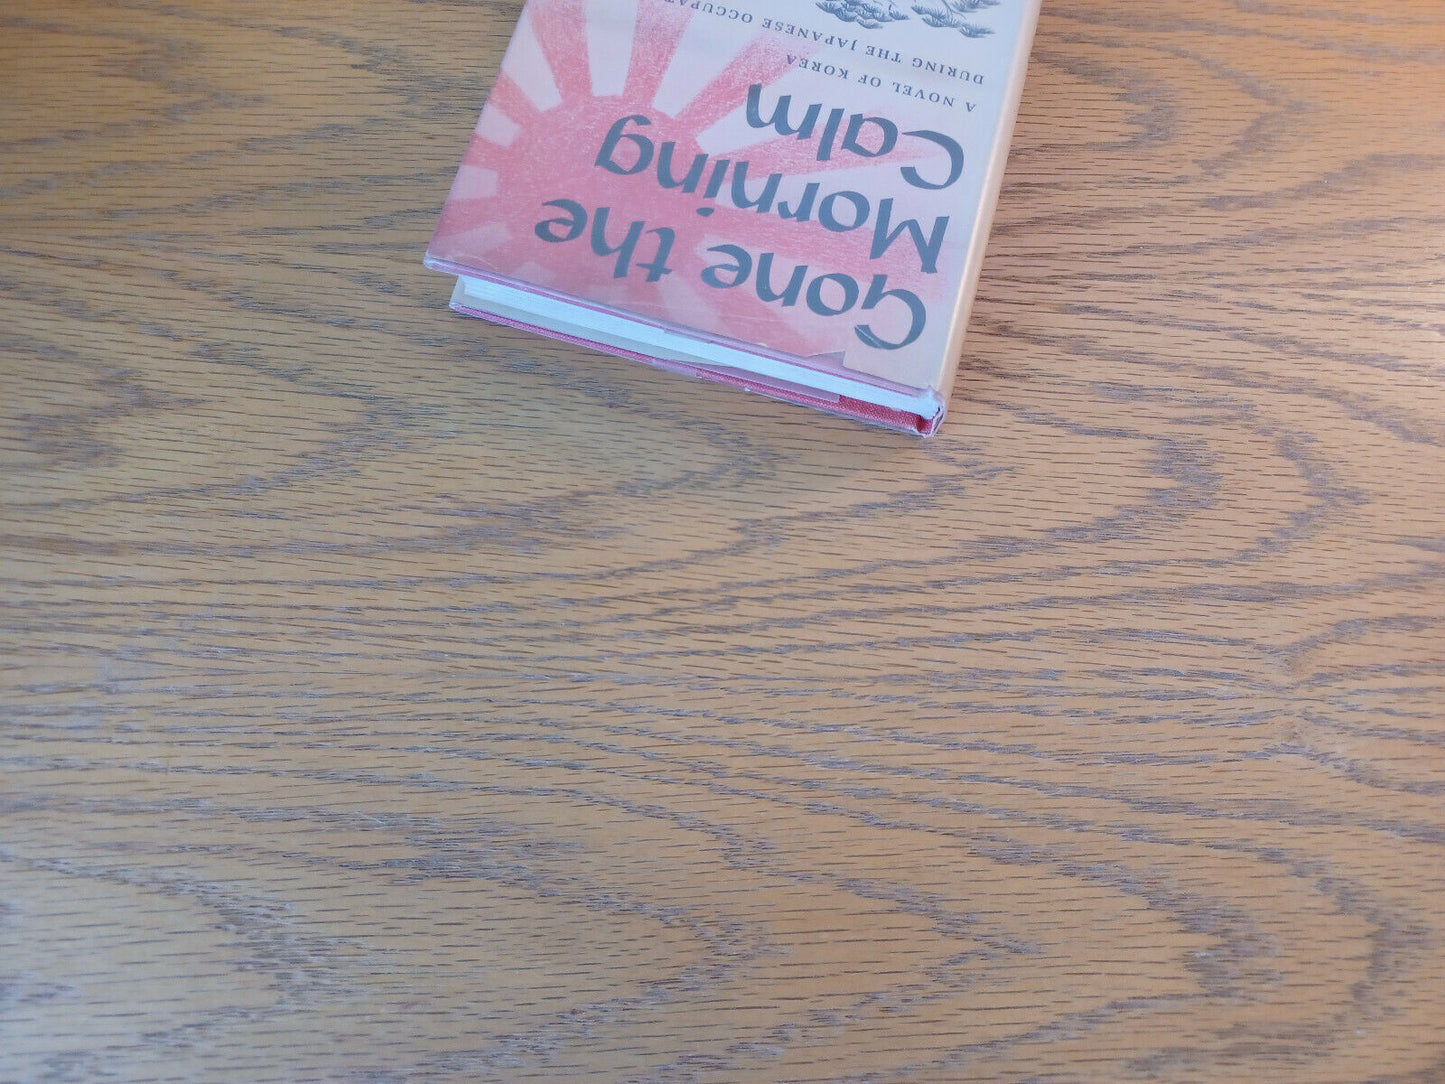 Gone the
Morning
Calm
A NOVEL OF KOREA
DURING THE JAPANESE